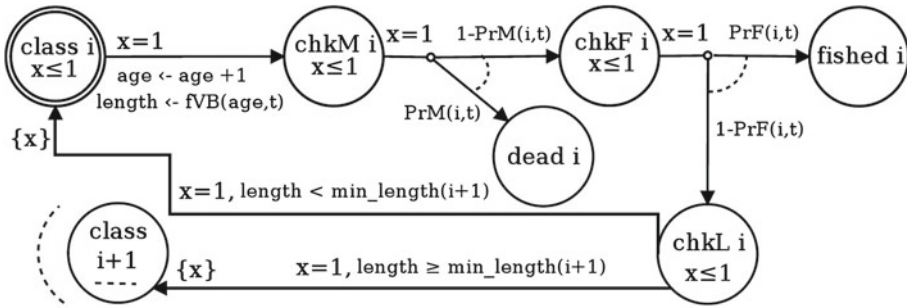 class i
x≤1
x=1
age ← age +1
length ← fVB(age,t)
chkM i
x≤1
x=1
1-PrM(i,t)
PrM(i,t)
dead i
chkF i
x≤1
x=1
PrF(i,t)
fished i
1-PrF(i,t)
{x}
x=1, length < min_length(i+1)
chkL i
x≤1
class
i+1
{x}
x=1, length ≥ min_length(i+1)